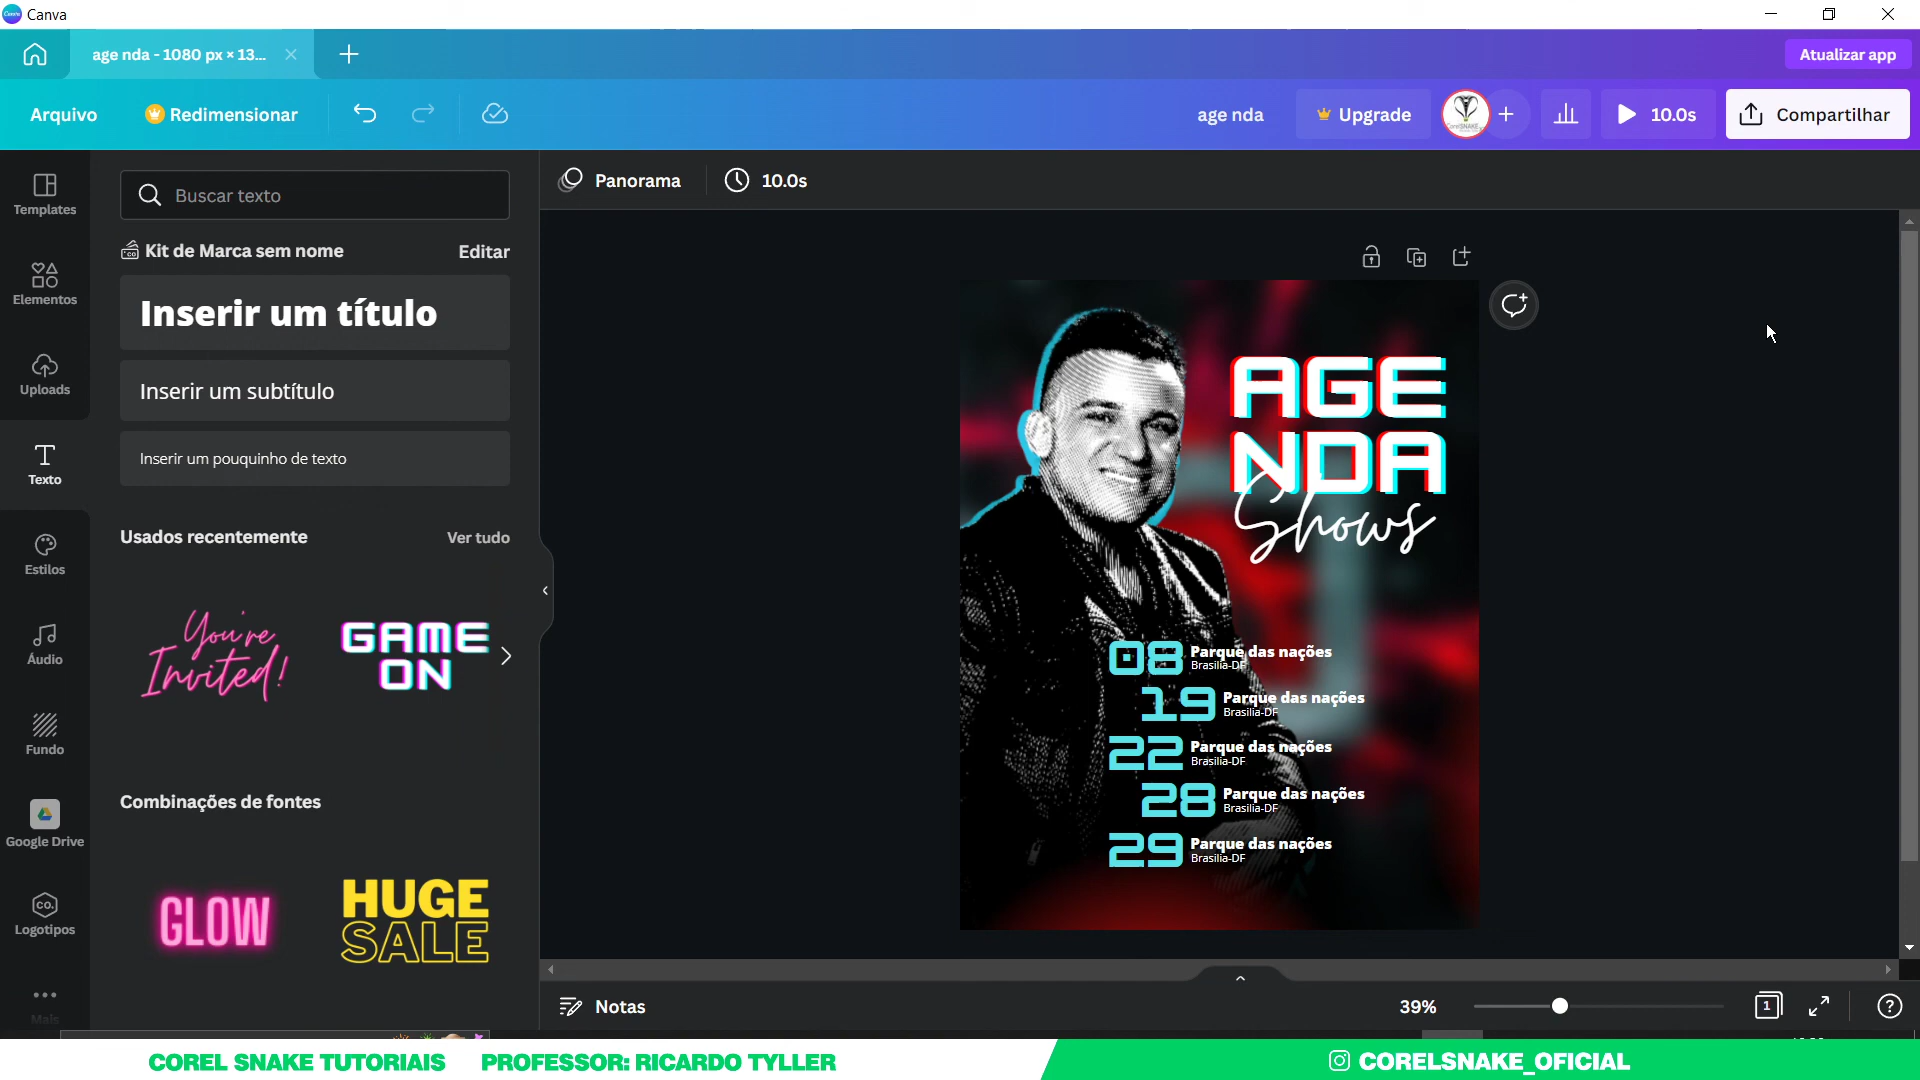 Canva
age nda - 1080 px × 13...
Atualizar app
Arquivo
Redimensionar
age nda
Upgrade
10.0s
Compartilhar
Templates
Elementos
Uploads
Texto
Estilos
Áudio
Fundo
Google Drive
Logotipos
Mais
Buscar texto
Kit de Marca sem nome
Editar
Inserir um título
Inserir um subtítulo
Inserir um pouquinho de texto
Usados recentemente
Ver tudo
You're
Invited!
GAME
ON
Combinações de fontes
GLOW
HUGE
SALE
Panorama
10.0s
AGE
NDA
Shows
08 Parque das nações
Brasilia-DF
19 Parque das nações
Brasilia-DF
22 Parque das nações
Brasilia-DF
28 Parque das nações
Brasilia-DF
29 Parque das nações
Brasilia-DF
Notas
39%
1
COREL SNAKE TUTORIAIS PROFESSOR: RICARDO TYLLER
CORELSNAKE_OFICIAL